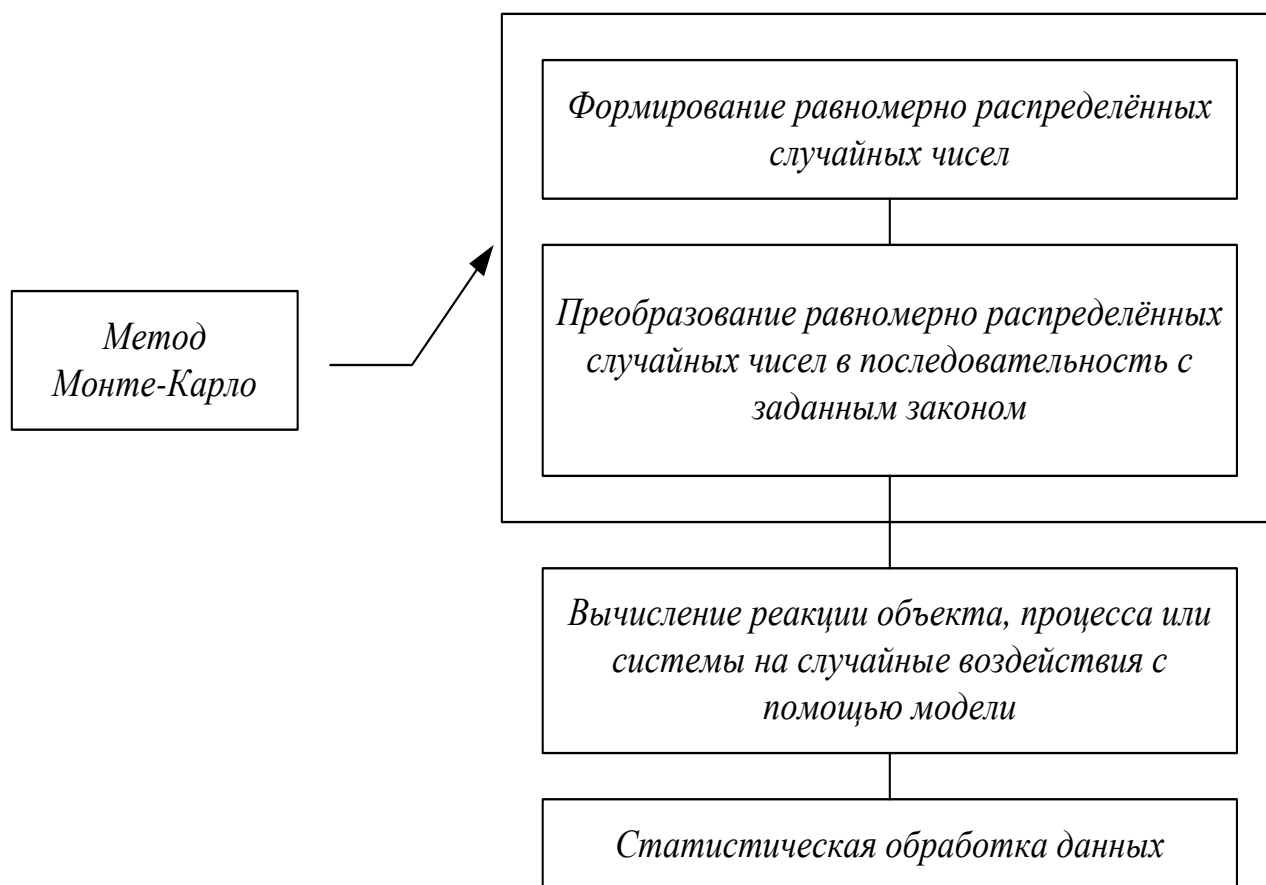 Формирование равномерно распределённых
случайных чисел
Преобразование равномерно распределённых
случайных чисел в последовательность с
заданным законом
Метод
Монте-Карло
Вычисление реакции объекта, процесса или
системы на случайные воздействия с
помощью модели
Статистическая обработка данных